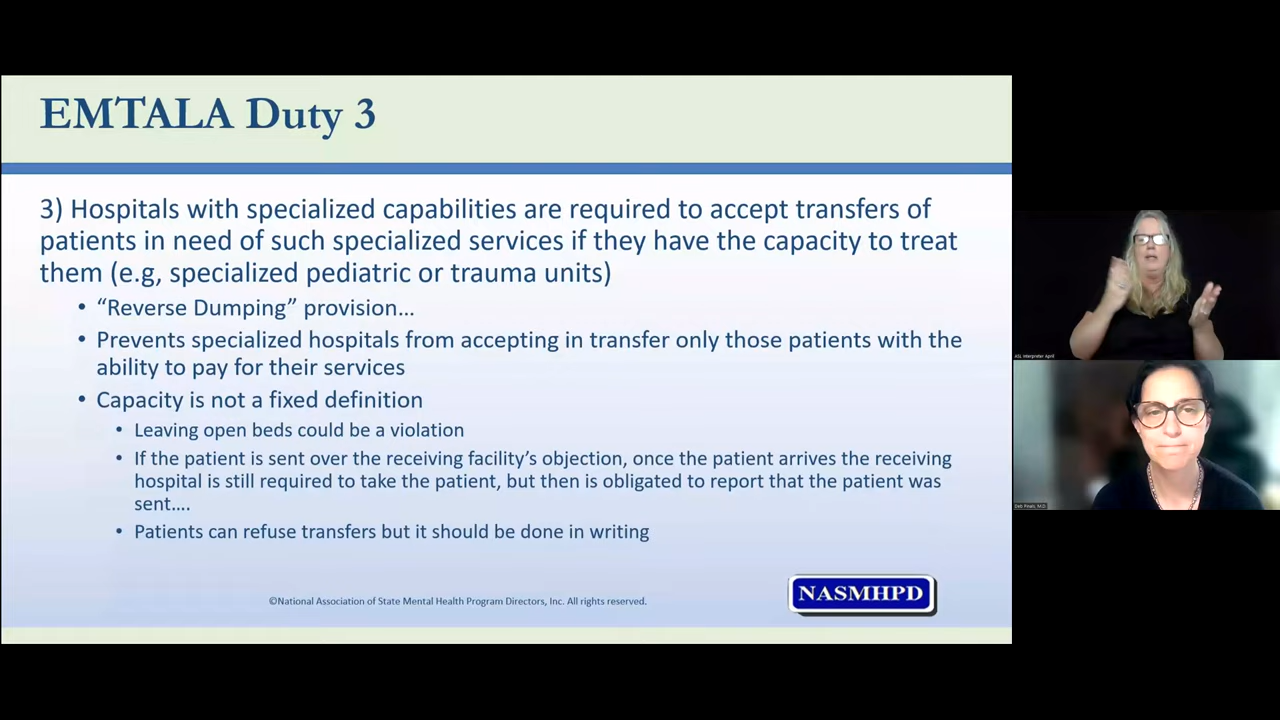 EMTALA Duty 3
3) Hospitals with specialized capabilities are required to accept transfers of
patients in need of such specialized services if they have the capacity to treat
them (e.g, specialized pediatric or trauma units)
• “Reverse Dumping” provision…
• Prevents specialized hospitals from accepting in transfer only those patients with the
ability to pay for their services
• Capacity is not a fixed definition
• Leaving open beds could be a violation
• If the patient is sent over the receiving facility’s objection, once the patient arrives the receiving
hospital is still required to take the patient, but then is obligated to report that the patient was
sent….
• Patients can refuse transfers but it should be done in writing
©National Association of State Mental Health Program Directors, Inc. All rights reserved.
NASMHPD
ASL Interpreter April
Deb Pinals, M.D.